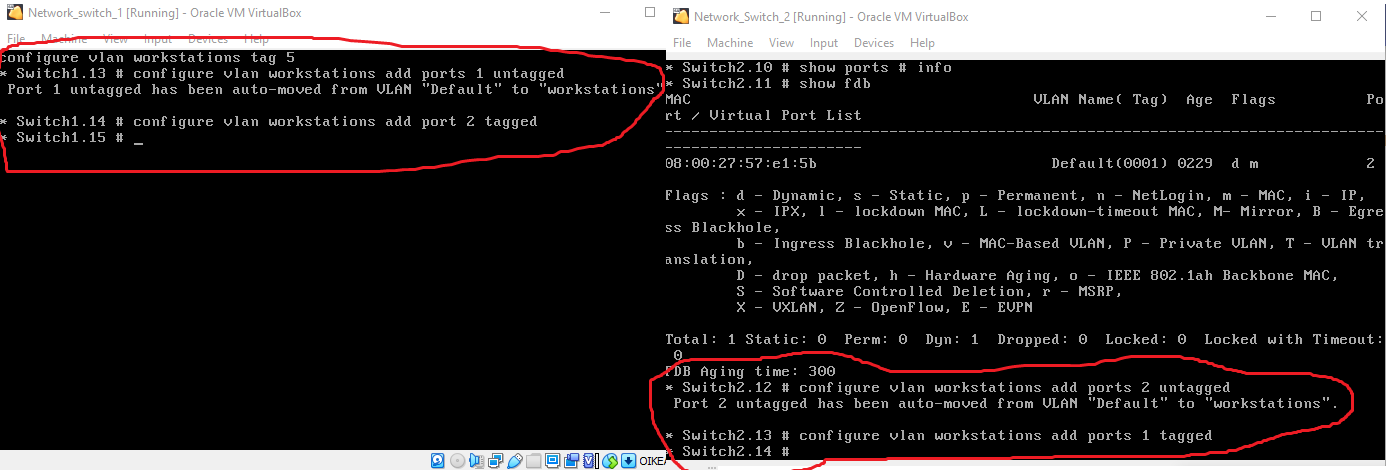 Network_switch_1 [Running] - Oracle VM VirtualBox
File Machine View Input Devices Help
configure vlan workstations tag 5
* Switch1.13 # configure vlan workstations add ports 1 untagged
Port 1 untagged has been auto-moved from VLAN "Default" to "workstations"
* Switch1.14 # configure vlan workstations add port 2 tagged
* Switch1.15 # _
OIKEA
Network_Switch_2 [Running] - Oracle VM VirtualBox
File Machine View Input Devices Help
* Switch2.10 # show ports # info
* Switch2.11 # show fdb
MAC VLAN Name( Tag) Age Flags Po
rt / Virtual Port List
--------------------------------------------------------------------------------
----------------------
08:00:27:57:e1:5b Default(0001) 0229 d m 2
Flags : d - Dynamic, s - Static, p - Permanent, n - NetLogin, m - MAC, i - IP,
x - IPX, l - lockdown MAC, L - lockdown-timeout MAC, M- Mirror, B - Egre
ss Blackhole,
b - Ingress Blackhole, v - MAC-Based VLAN, P - Private VLAN, T - VLAN tr
anslation,
D - drop packet, h - Hardware Aging, o - IEEE 802.1ah Backbone MAC,
S - Software Controlled Deletion, r - MSRP,
X - VXLAN, Z - OpenFlow, E - EVPN
Total: 1 Static: 0 Perm: 0 Dyn: 1 Dropped: 0 Locked: 0 Locked with Timeout:
0
FDB Aging time: 300
* Switch2.12 # configure vlan workstations add ports 2 untagged
Port 2 untagged has been auto-moved from VLAN "Default" to "workstations".
* Switch2.13 # configure vlan workstations add ports 1 tagged
* Switch2.14 #